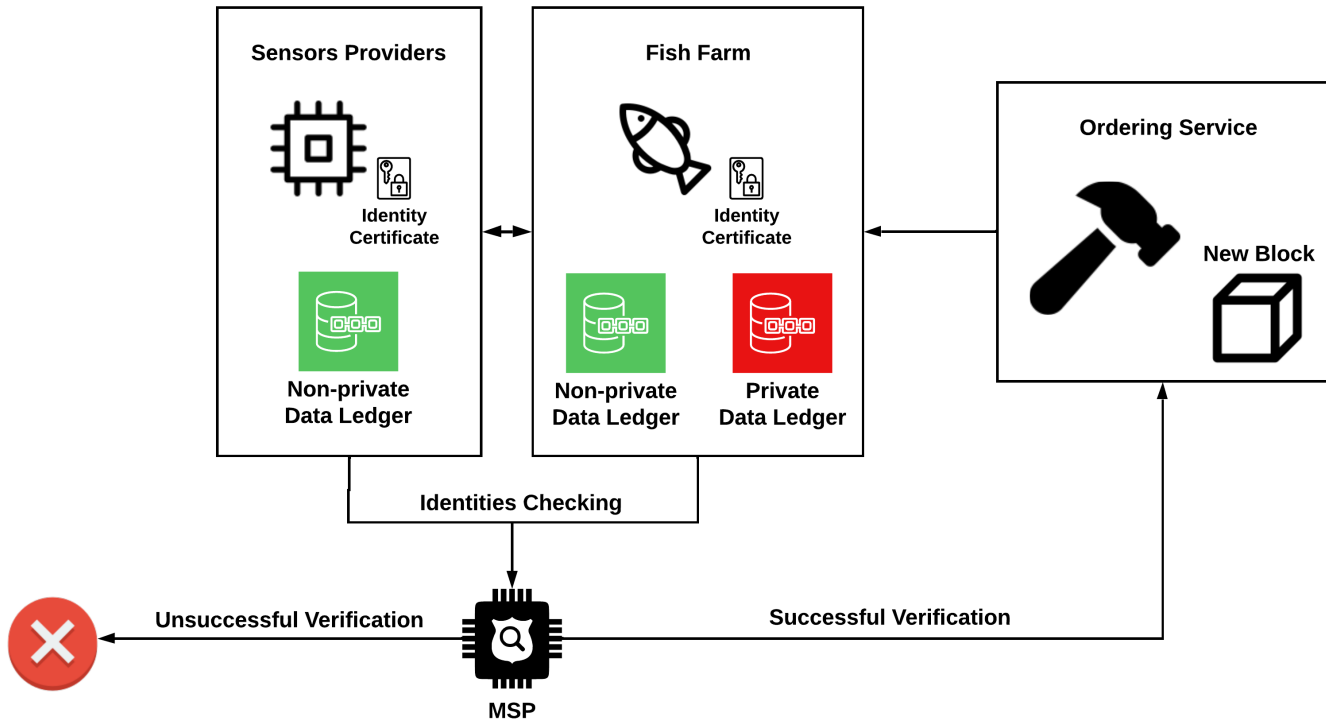 Sensors Providers
Identity
Certificate
Non-private
Data Ledger
Fish Farm
Identity
Certificate
Non-private
Data Ledger
Private
Data Ledger
Ordering Service
New Block
Identities Checking
Unsuccessful Verification
Successful Verification
MSP